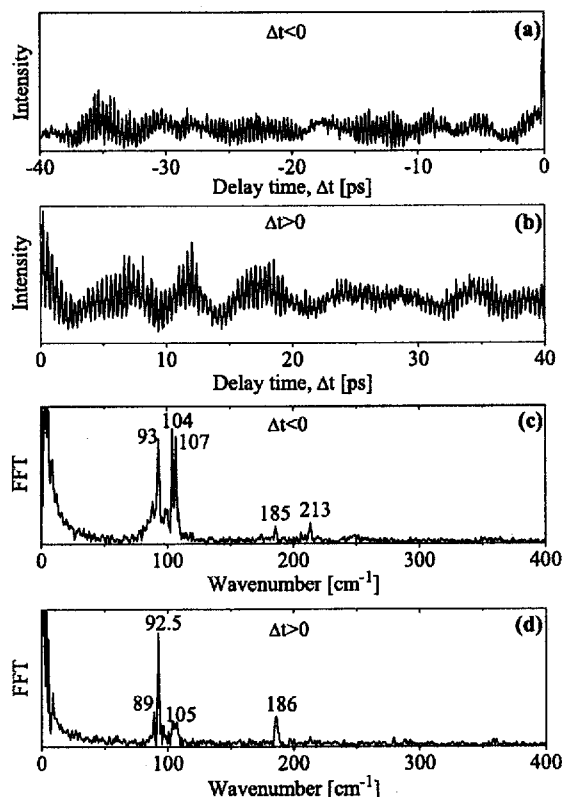 Δt<0
(a)
Intensity
-40 -30 -20 -10 0
Delay time, Δt [ps]
Δt>0
(b)
Intensity
0 10 20 30 40
Delay time, Δt [ps]
104
Δt<0
(c)
93
107
FFT
185
213
0 100 200 300 400
Wavenumber [cm⁻¹]
92.5
Δt>0
(d)
FFT
89
105
186
0 100 200 300 400
Wavenumber [cm⁻¹]